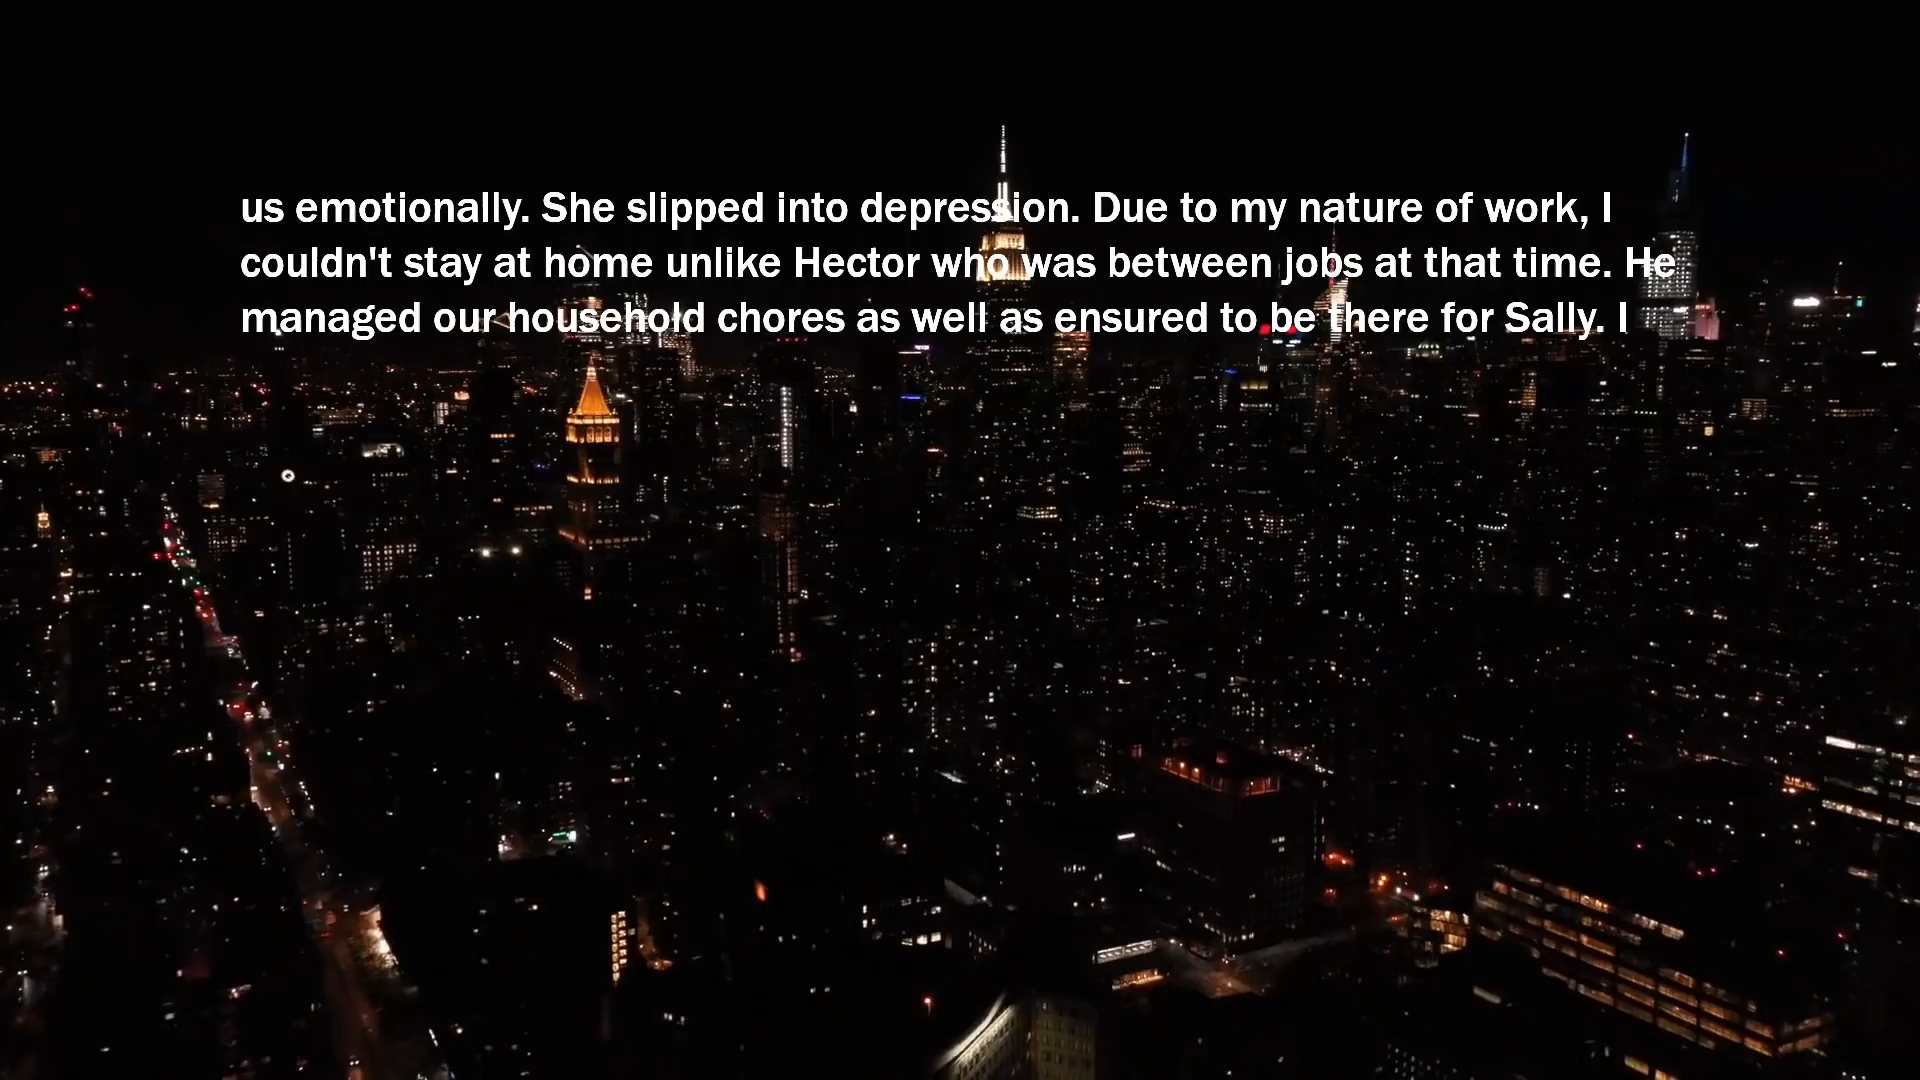 us emotionally. She slipped into depression. Due to my nature of work, I
couldn't stay at home unlike Hector who was between jobs at that time. He
managed our household chores as well as ensured to be there for Sally. I